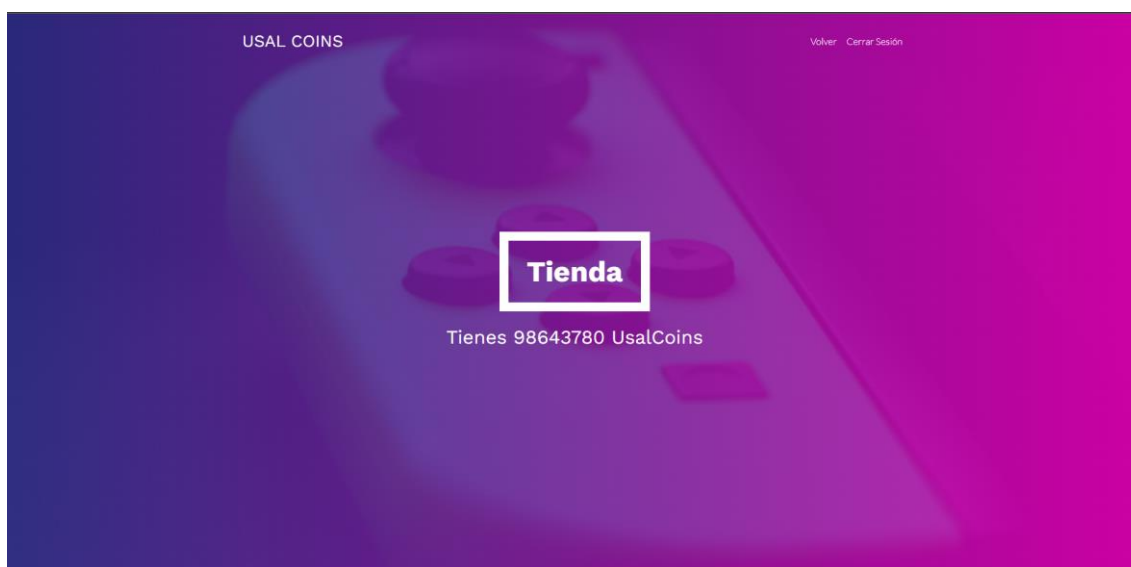 USAL COINS
Volver Cerrar Sesión
Tienda
Tienes 98643780 UsalCoins